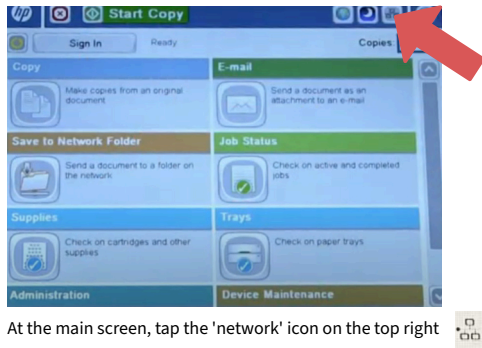 hp Start Copy
Sign In Ready Copies
Copy E-mail
Make copies from an original Send a document as an
document attachment to an e-mail
Save to Network Folder Job Status
Send a document to a folder on Check on active and completed
the network jobs
Supplies Trays
Check on cartridges and other Check on paper trays
supplies
Administration Device Maintenance
At the main screen, tap the 'network' icon on the top right